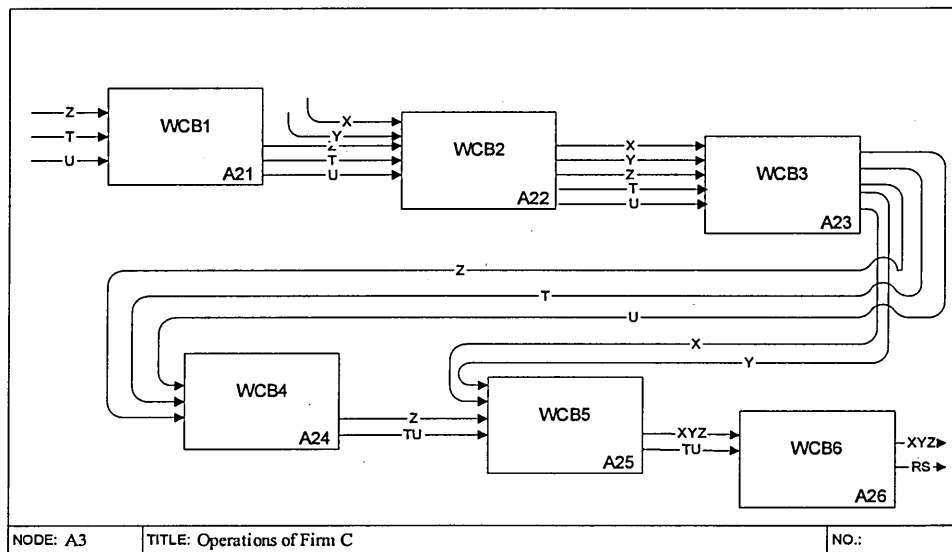 Z
T
U
WCB1
A21
X
Y
Z
T
U
WCB2
A22
X
Y
Z
T
U
WCB3
A23
Z
T
U
X
Y
WCB4
A24
Z
TU
WCB5
A25
XYZ
TU
WCB6
A26
XYZ
RS
NODE: A3 TITLE: Operations of Firm C NO.: